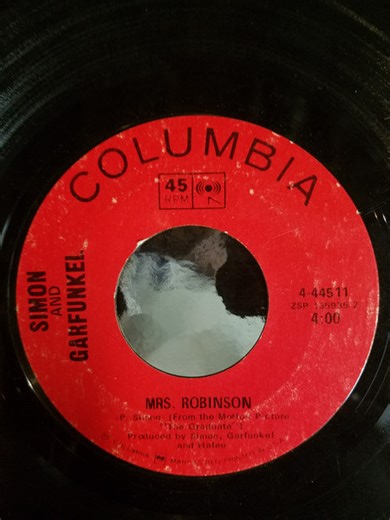 COLUMBIA
45
RPM
SIMON
AND
GARFUNKEL
4-44511
ZSP
4:00
MRS. ROBINSON
(From the Motion Picture
"The Graduate")
Produced by Simon, Garfunkel
and Halee